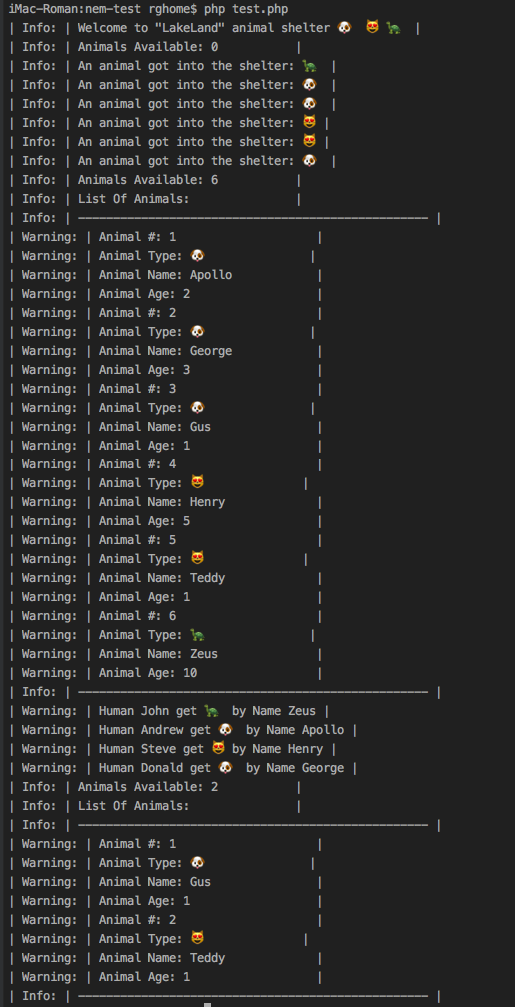 iMac-Roman:nem-test rghome$ php test.php
| Info: | Welcome to "LakeLand" animal shelter 🐶  😻 🐢  |
| Info: | Animals Available: 0           |
| Info: | An animal got into the shelter: 🐢  |
| Info: | An animal got into the shelter: 🐶  |
| Info: | An animal got into the shelter: 🐶  |
| Info: | An animal got into the shelter: 😻 |
| Info: | An animal got into the shelter: 😻 |
| Info: | An animal got into the shelter: 🐶  |
| Info: | Animals Available: 6           |
| Info: | List Of Animals:               |
| Info: | —————————————————————————————————————————————————— |
| Warning: | Animal #: 1                    |
| Warning: | Animal Type: 🐶               |
| Warning: | Animal Name: Apollo            |
| Warning: | Animal Age: 2                  |
| Warning: | Animal #: 2                    |
| Warning: | Animal Type: 🐶               |
| Warning: | Animal Name: George            |
| Warning: | Animal Age: 3                  |
| Warning: | Animal #: 3                    |
| Warning: | Animal Type: 🐶               |
| Warning: | Animal Name: Gus               |
| Warning: | Animal Age: 1                  |
| Warning: | Animal #: 4                    |
| Warning: | Animal Type: 😻              |
| Warning: | Animal Name: Henry             |
| Warning: | Animal Age: 5                  |
| Warning: | Animal #: 5                    |
| Warning: | Animal Type: 😻              |
| Warning: | Animal Name: Teddy             |
| Warning: | Animal Age: 1                  |
| Warning: | Animal #: 6                    |
| Warning: | Animal Type: 🐢               |
| Warning: | Animal Name: Zeus              |
| Warning: | Animal Age: 10                 |
| Info: | —————————————————————————————————————————————————— |
| Warning: | Human John get 🐢  by Name Zeus |
| Warning: | Human Andrew get 🐶  by Name Apollo |
| Warning: | Human Steve get 😻 by Name Henry |
| Warning: | Human Donald get 🐶  by Name George |
| Info: | Animals Available: 2           |
| Info: | List Of Animals:               |
| Info: | —————————————————————————————————————————————————— |
| Warning: | Animal #: 1                    |
| Warning: | Animal Type: 🐶               |
| Warning: | Animal Name: Gus               |
| Warning: | Animal Age: 1                  |
| Warning: | Animal #: 2                    |
| Warning: | Animal Type: 😻              |
| Warning: | Animal Name: Teddy             |
| Warning: | Animal Age: 1                  |
| Info: | —————————————————————————————————————————————————— |